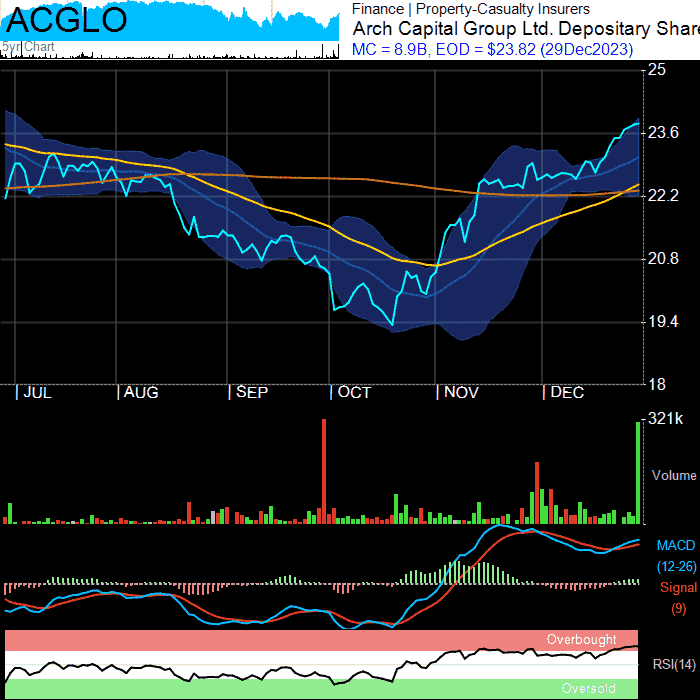 ACGLO
5yr Chart
Finance | Property-Casualty Insurers
Arch Capital Group Ltd. Depositary Share
MC = 8.9B, EOD = $23.82 (29Dec2023)
25
23.6
22.2
20.8
19.4
18
| JUL | AUG | SEP | OCT | NOV | DEC
321k
Volume
MACD
(12-26)
Signal
(9)
Overbought
RSI(14)
Oversold